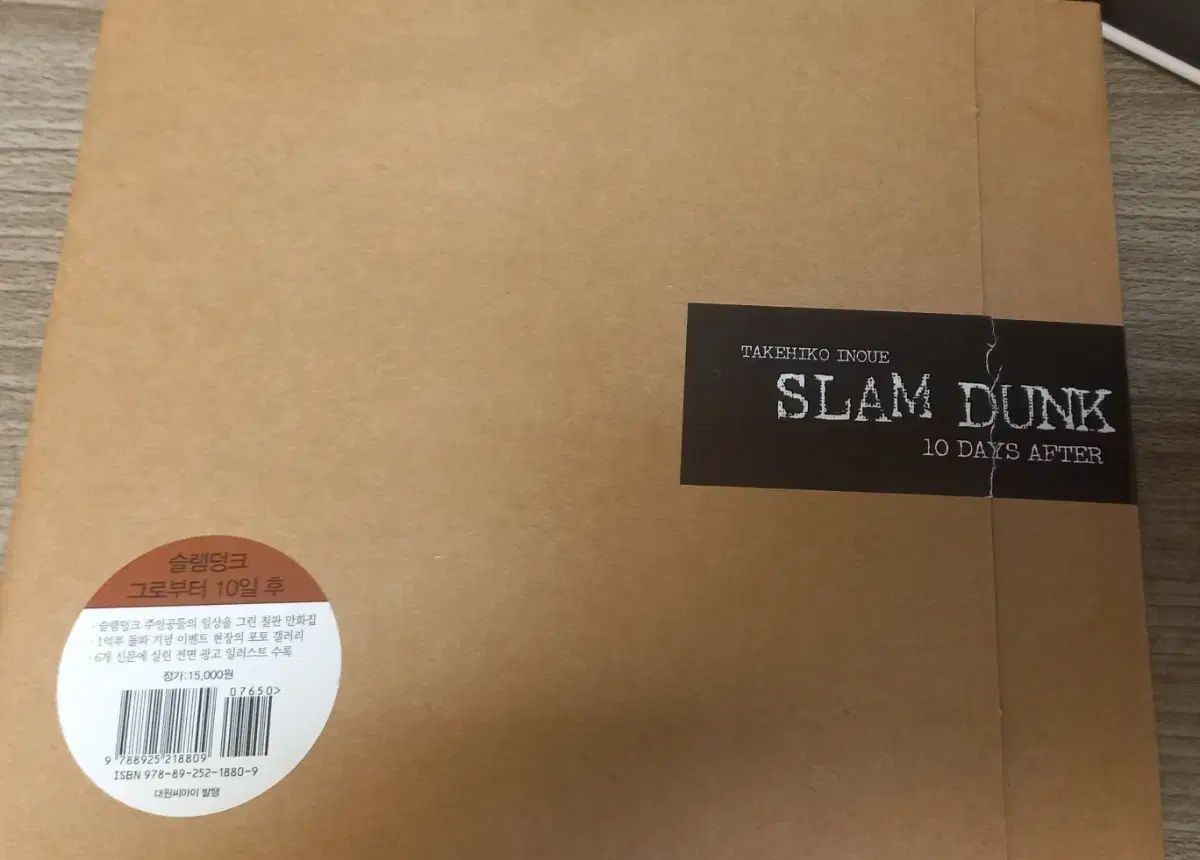 TAKEHIKO INOUE
SLAM DUNK
10 DAYS AFTER
슬램덩크
그로부터 10일 후
· 슬램덩크 주인공들의 일상을 그린 칠판 만화집
· 1억부 돌파 기념 이벤트 현장의 포토 갤러리
· 6개 신문에 실린 전면 광고 일러스트 수록
정가:15,000원
07650>
9 788925 218809
ISBN 978-89-252-1880-9
대원씨아이 발행